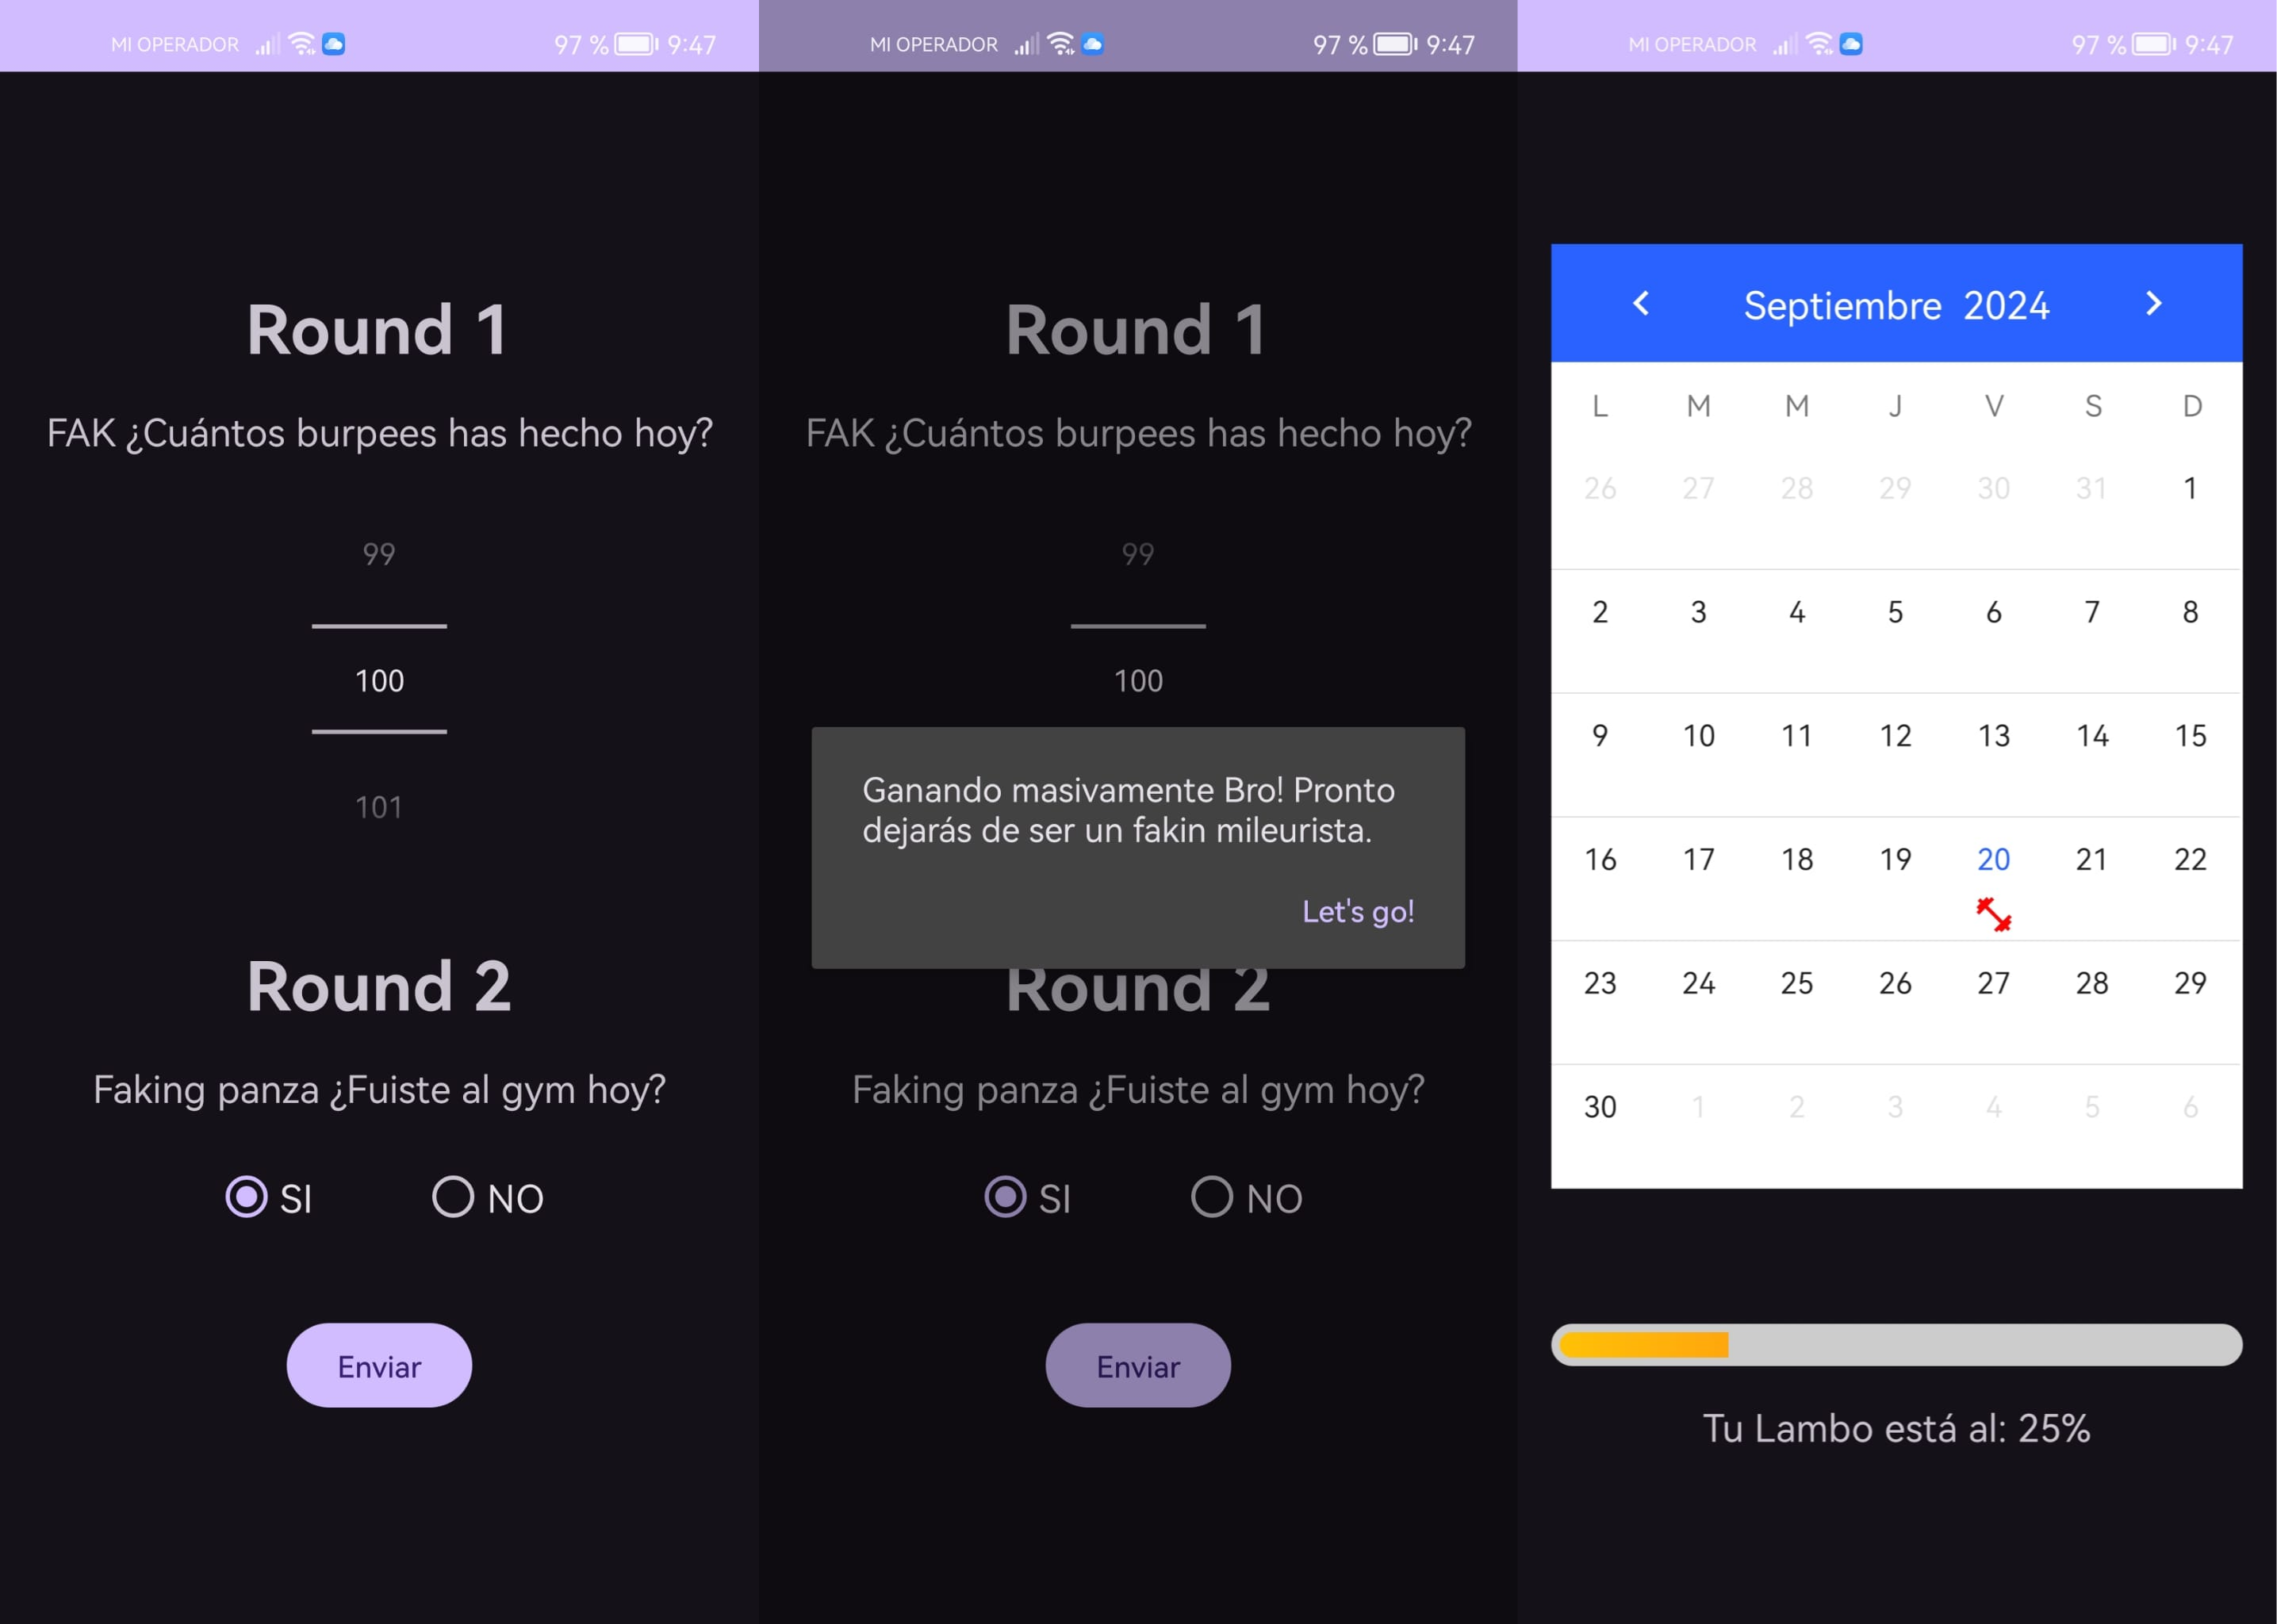 MI OPERADOR 97 % 9:47
Round 1
FAK ¿Cuántos burpees has hecho hoy?
99
100
101
Round 2
Faking panza ¿Fuiste al gym hoy?
SI NO
Enviar
MI OPERADOR 97 % 9:47
Round 1
FAK ¿Cuántos burpees has hecho hoy?
99
100
Ganando masivamente Bro! Pronto
dejarás de ser un fakin mileurista.
Let's go!
Round 2
Faking panza ¿Fuiste al gym hoy?
SI NO
Enviar
MI OPERADOR 97 % 9:47
Septiembre 2024
L M M J V S D
26 27 28 29 30 31 1
2 3 4 5 6 7 8
9 10 11 12 13 14 15
16 17 18 19 20 21 22
23 24 25 26 27 28 29
30 1 2 3 4 5 6
Tu Lambo está al: 25%